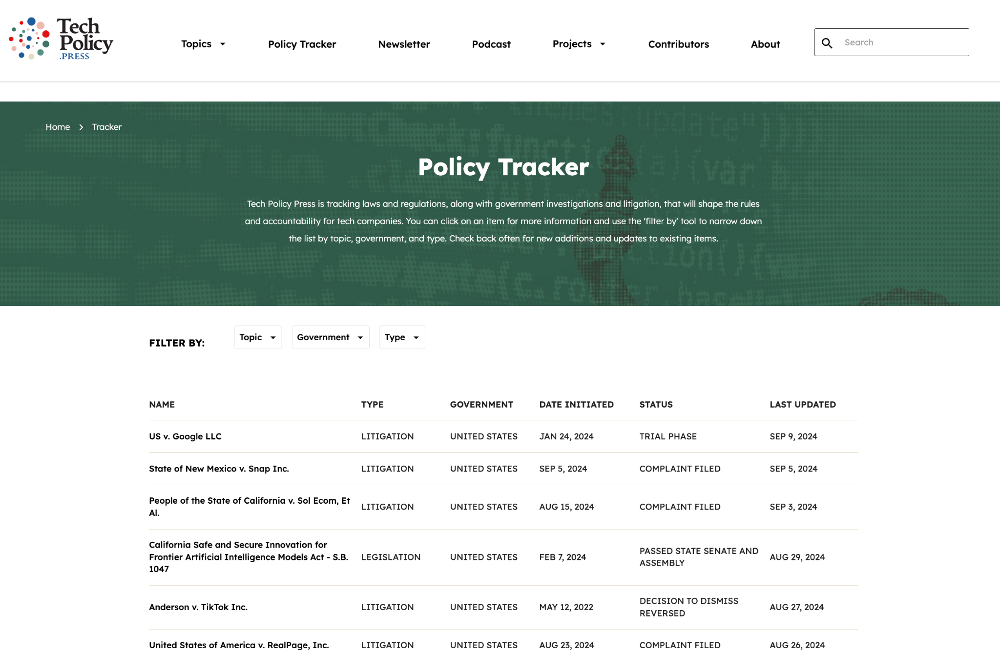 Tech
Policy
.PRESS
Topics
Policy Tracker
Newsletter
Podcast
Projects
Contributors
About
Search
Home > Tracker
Policy Tracker
Tech Policy Press is tracking laws and regulations, along with government investigations and litigation, that will shape the rules
and accountability for tech companies. You can click on an item for more information and use the 'filter by' tool to narrow down
the list by topic, government, and type. Check back often for new additions and updates to existing items.
FILTER BY: Topic Government Type
NAME TYPE GOVERNMENT DATE INITIATED STATUS LAST UPDATED
US v. Google LLC LITIGATION UNITED STATES JAN 24, 2024 TRIAL PHASE SEP 9, 2024
State of New Mexico v. Snap Inc. LITIGATION UNITED STATES SEP 5, 2024 COMPLAINT FILED SEP 5, 2024
People of the State of California v. Sol Ecom, Et
Al.
LITIGATION UNITED STATES AUG 15, 2024 COMPLAINT FILED SEP 3, 2024
California Safe and Secure Innovation for
Frontier Artificial Intelligence Models Act - S.B.
1047
LEGISLATION UNITED STATES FEB 7, 2024
PASSED STATE SENATE AND
ASSEMBLY
AUG 29, 2024
Anderson v. TikTok Inc. LITIGATION UNITED STATES MAY 12, 2022
DECISION TO DISMISS
REVERSED
AUG 27, 2024
United States of America v. RealPage, Inc. LITIGATION UNITED STATES AUG 23, 2024 COMPLAINT FILED AUG 26, 2024